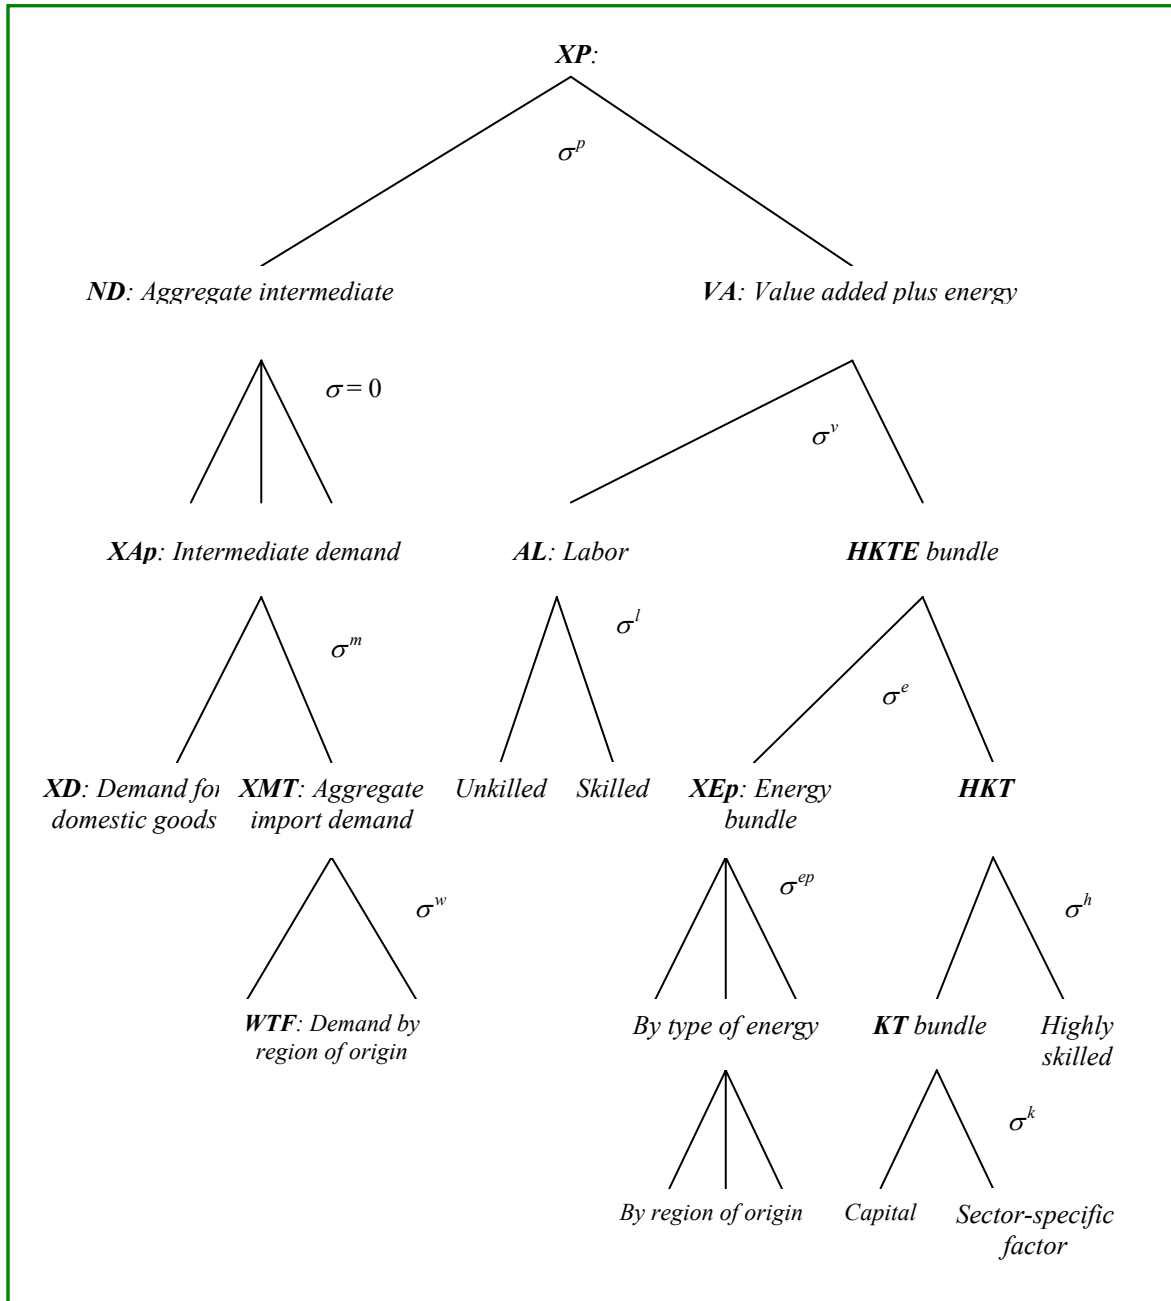 XP:
σ^p
ND: Aggregate intermediate
VA: Value added plus energy
σ = 0
σ^v
XAp: Intermediate demand
AL: Labor
HKTE bundle
σ^m
σ^l
σ^e
XD: Demand for
domestic goods
XMT: Aggregate
import demand
Unkilled
Skilled
XEp: Energy
bundle
HKT
σ^w
σ^ep
σ^h
WTF: Demand by
region of origin
By type of energy
KT bundle
Highly
skilled
σ^k
By region of origin
Capital
Sector-specific
factor